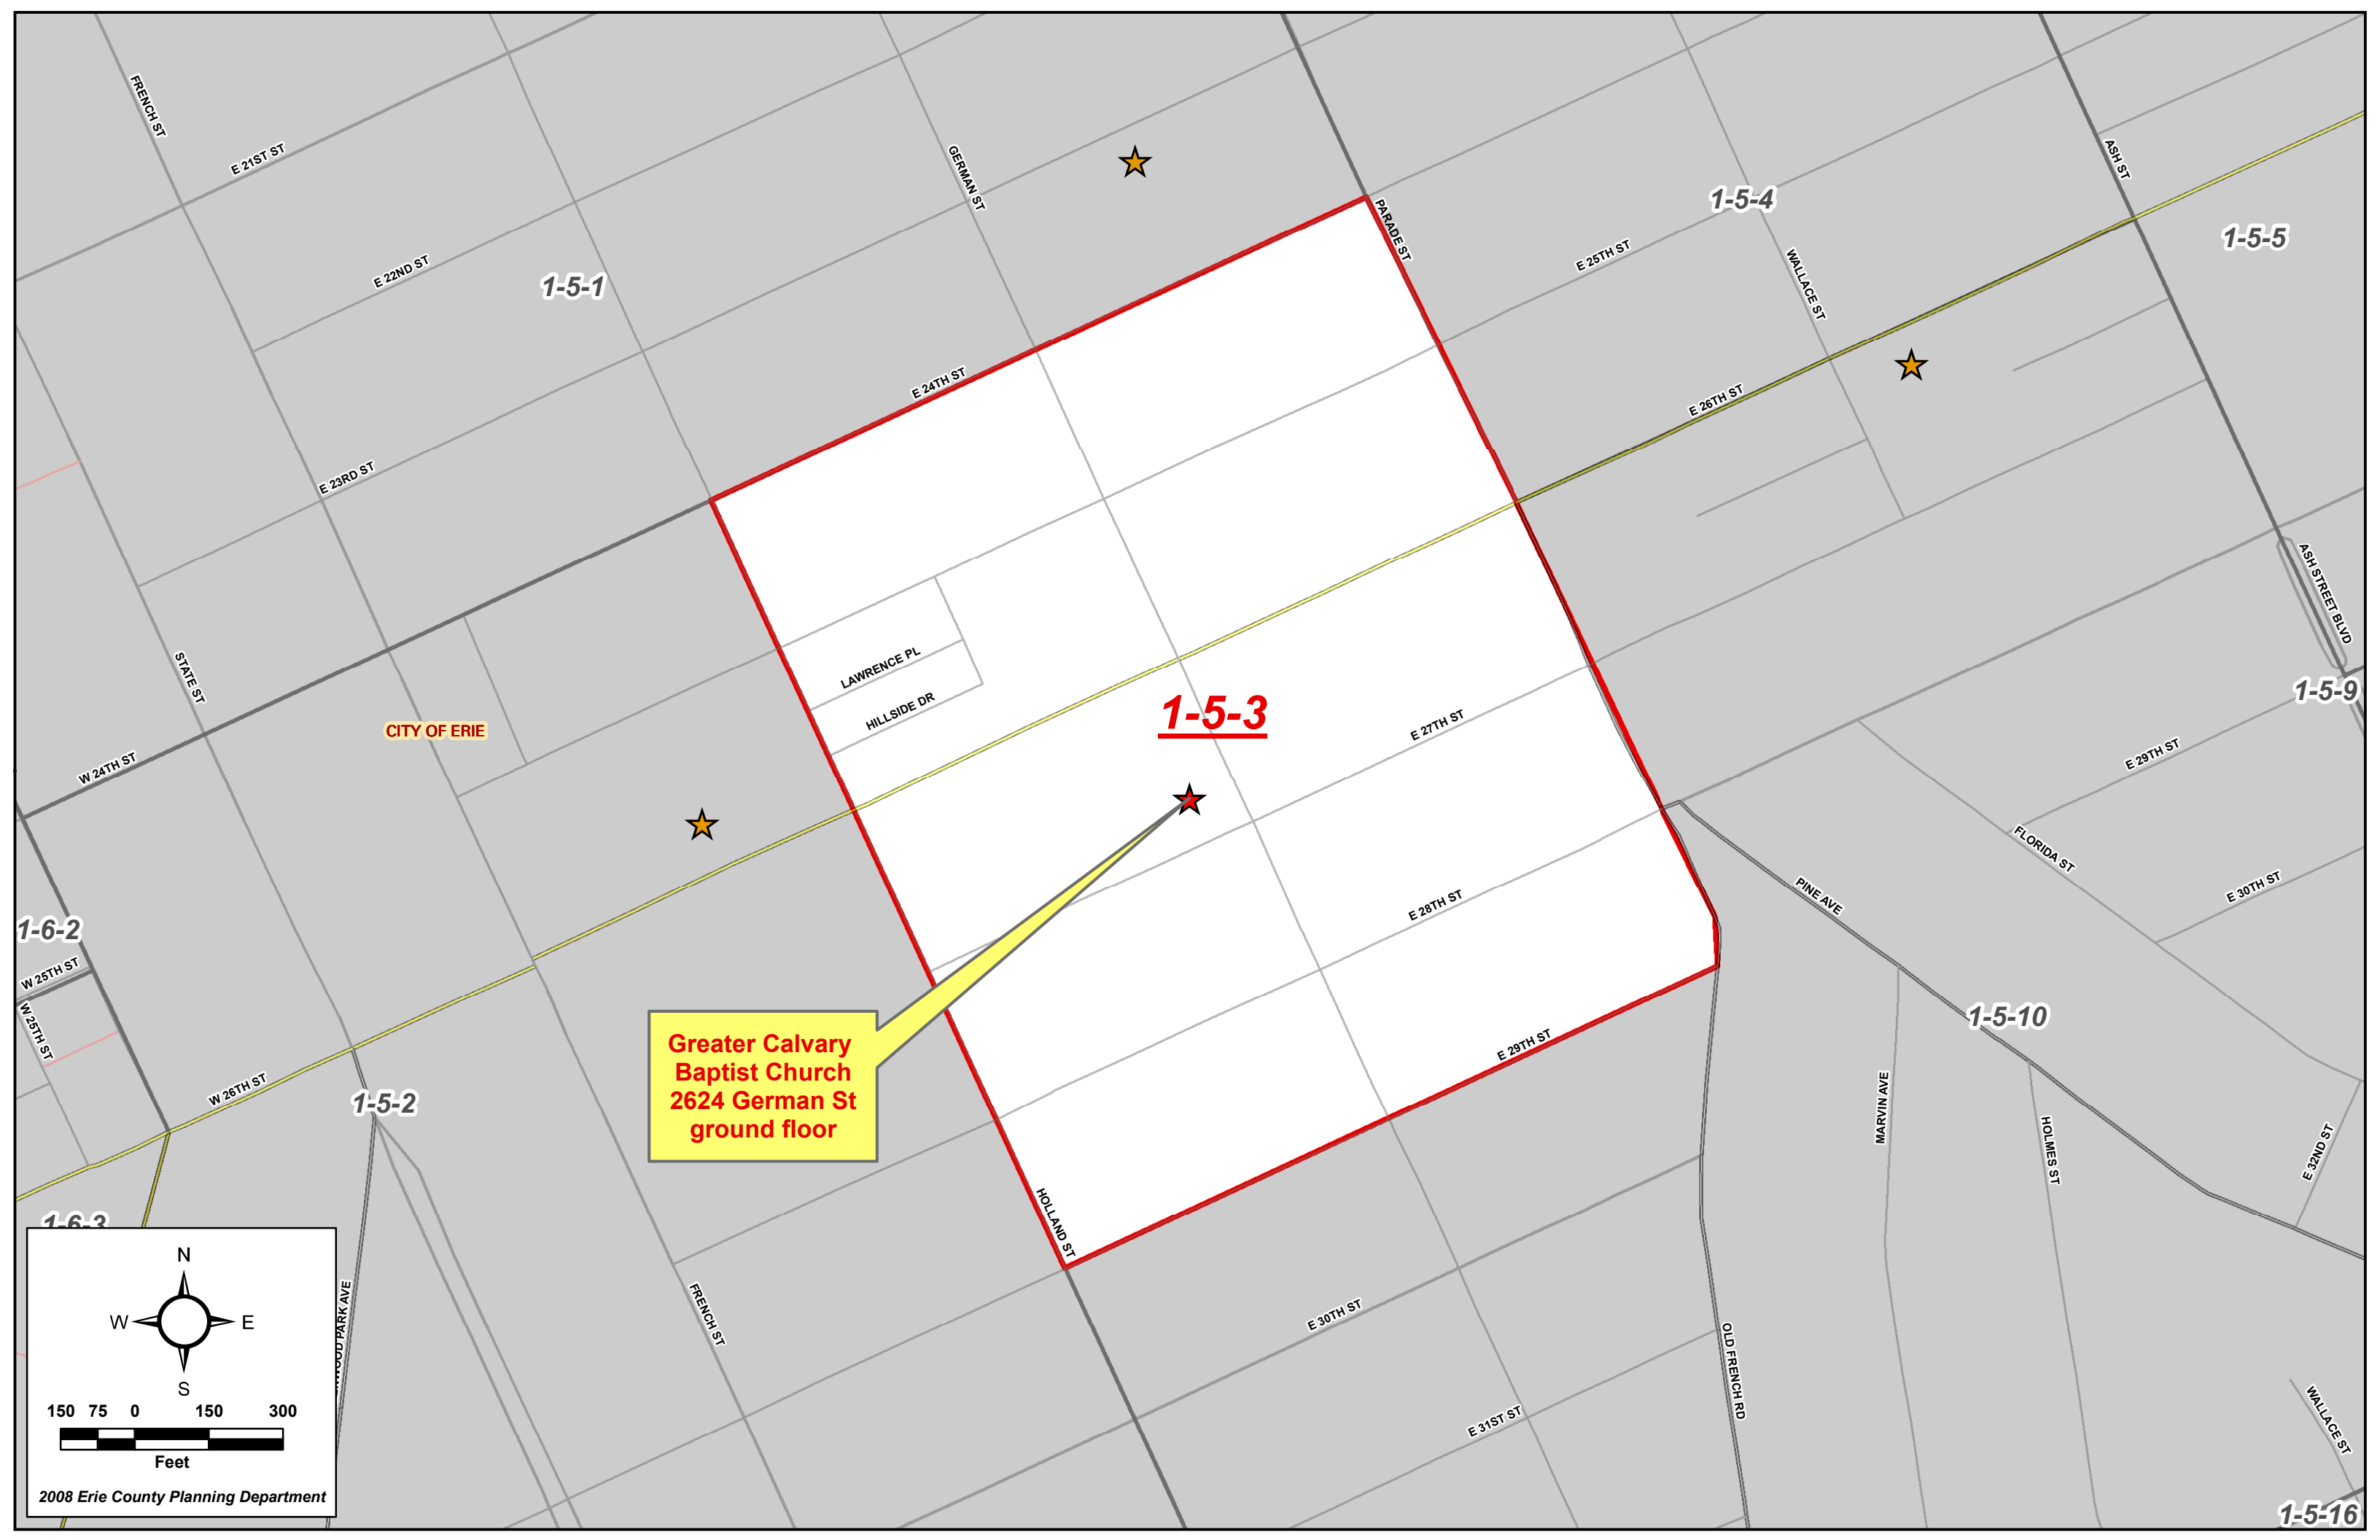 FRENCH ST
E 21ST ST
GERMAN ST
ASH ST
1-5-4
PARADE ST
1-5-5
E 22ND ST
1-5-1
E 25TH ST
WALLACE ST
E 24TH ST
E 26TH ST
E 23RD ST
ASH STREET BLVD
STATE ST
LAWRENCE PL
HILLSIDE DR
1-5-3
1-5-9
CITY OF ERIE
E 27TH ST
E 29TH ST
W 24TH ST
FLORIDA ST
PINE AVE
E 30TH ST
E 28TH ST
1-6-2
W 25TH ST
W 25TH ST
1-5-10
Greater Calvary
Baptist Church
2624 German St
ground floor
E 29TH ST
W 26TH ST
1-5-2
MARVIN AVE
HOLMES ST
E 32ND ST
1-6-3
HOLLAND ST
FRENCH ST
PARK AVE
E 30TH ST
OLD FRENCH RD
E 31ST ST
WALLACE ST
1-5-16
N
W E
S
150 75 0 150 300
Feet
2008 Erie County Planning Department